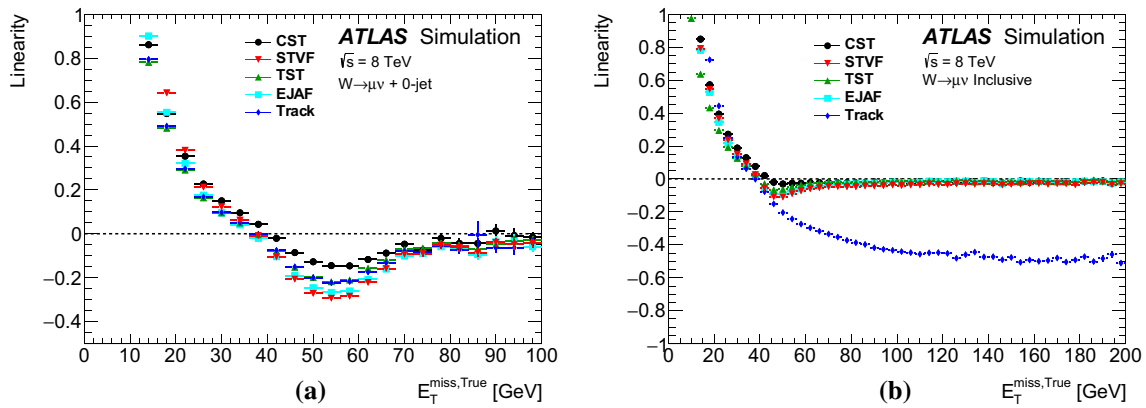 Linearity
1
0.8
0.6
0.4
0.2
0
−0.2
−0.4
CST
STVF
TST
EJAF
Track
ATLAS Simulation
√s = 8 TeV
W→μν + 0-jet
0 10 20 30 40 50 60 70 80 90 100
(a)
E_T^miss,True [GeV]
Linearity
1
0.8
0.6
0.4
0.2
0
−0.2
−0.4
−0.6
−0.8
−1
CST
STVF
TST
EJAF
Track
ATLAS Simulation
√s = 8 TeV
W→μν Inclusive
0 20 40 60 80 100 120 140 160 180 200
(b)
E_T^miss,True [GeV]